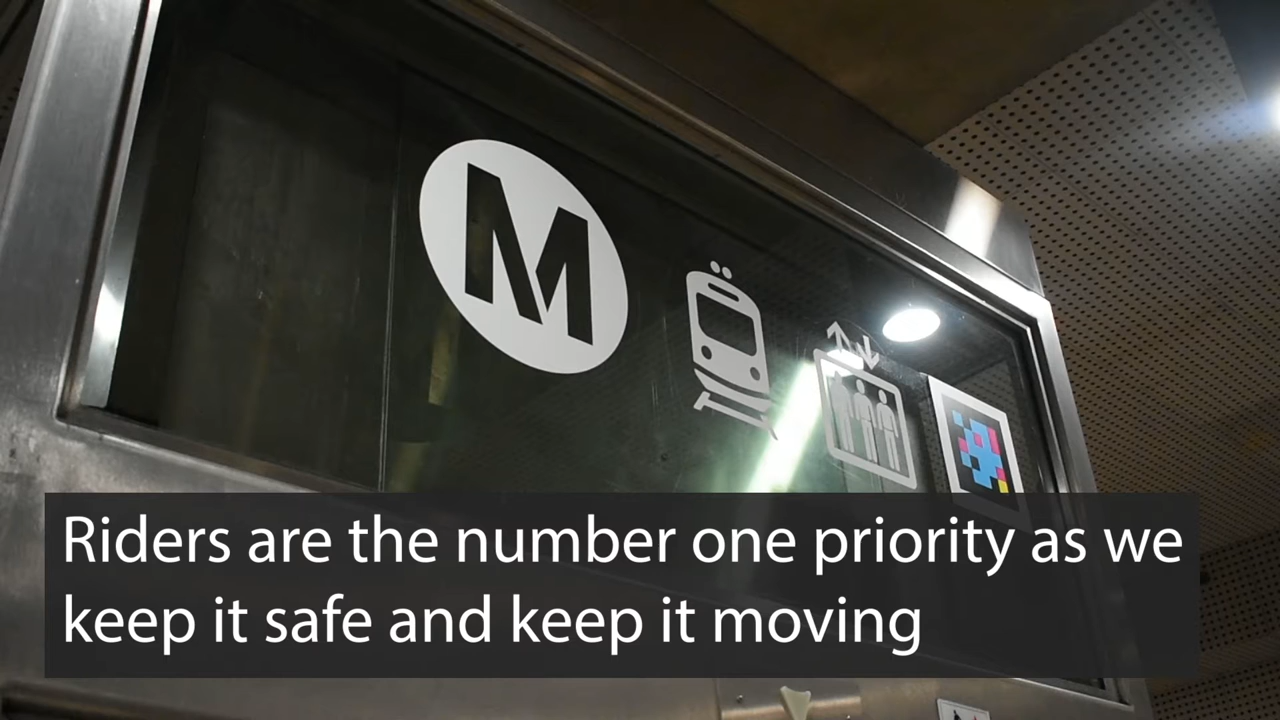 M
Riders are the number one priority as we
keep it safe and keep it moving